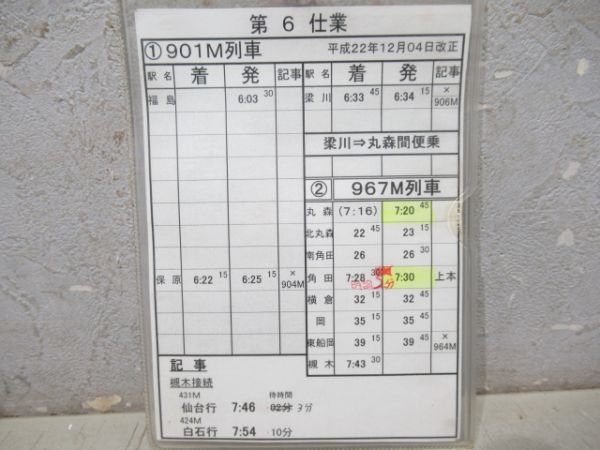 第 6 仕業
①901M列車 平成22年12月04日改正
駅名 着 発 記事
福島 6:03 30
保原 6:22 15 6:25 15 × 904M
駅名 着 発 記事
梁川 6:33 45 6:34 15 × 906M
梁川⇒丸森間便乗
② 967M列車
丸森 (7:16) 7:20 45
北丸森 22 45 23 15
南角田 26 26 30
角田 7:28 30 7:30 上本
横倉 32 15 32 45
岡 35 45 35 45
東船岡 39 15 39 45 × 964M
槻木 7:43 30
記事
槻木接続
431M 待時間
仙台行 7:46 02分 3分
424M
白石行 7:54 10分